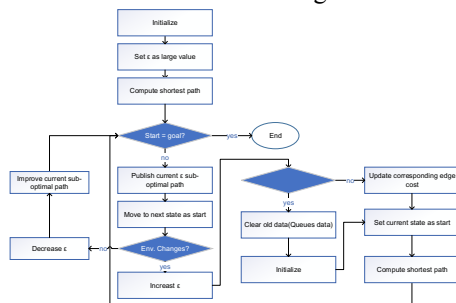 Initialize
Set ε as large value
Compute shortest path
Start = goal?
yes
End
no
Publish current ε sub-
optimal path
Improve current sub-
optimal path
Move to next state as start
Env. Changes?
no
Decrease ε
yes
Increast ε
no
Update corresponding edge
cost
yes
Clear old data(Queues data)
Set current state as start
Initialize
Compute shortest path